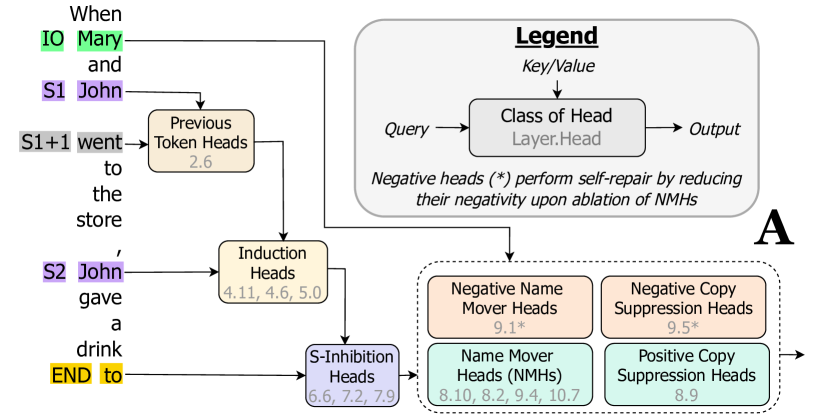 When
IO Mary
and
S1 John
S1+1 went
to
the
store
,
S2 John
gave
a
drink
END to
Previous
Token Heads
2.6
Induction
Heads
4.11, 4.6, 5.0
S-Inhibition
Heads
6.6, 7.2, 7.9
Legend
Key/Value
Query
Class of Head
Layer.Head
Output
Negative heads (*) perform self-repair by reducing
their negativity upon ablation of NMHs
A
Negative Name
Mover Heads
9.1*
Negative Copy
Suppression Heads
9.5*
Name Mover
Heads (NMHs)
8.10, 8.2, 9.4, 10.7
Positive Copy
Suppression Heads
8.9